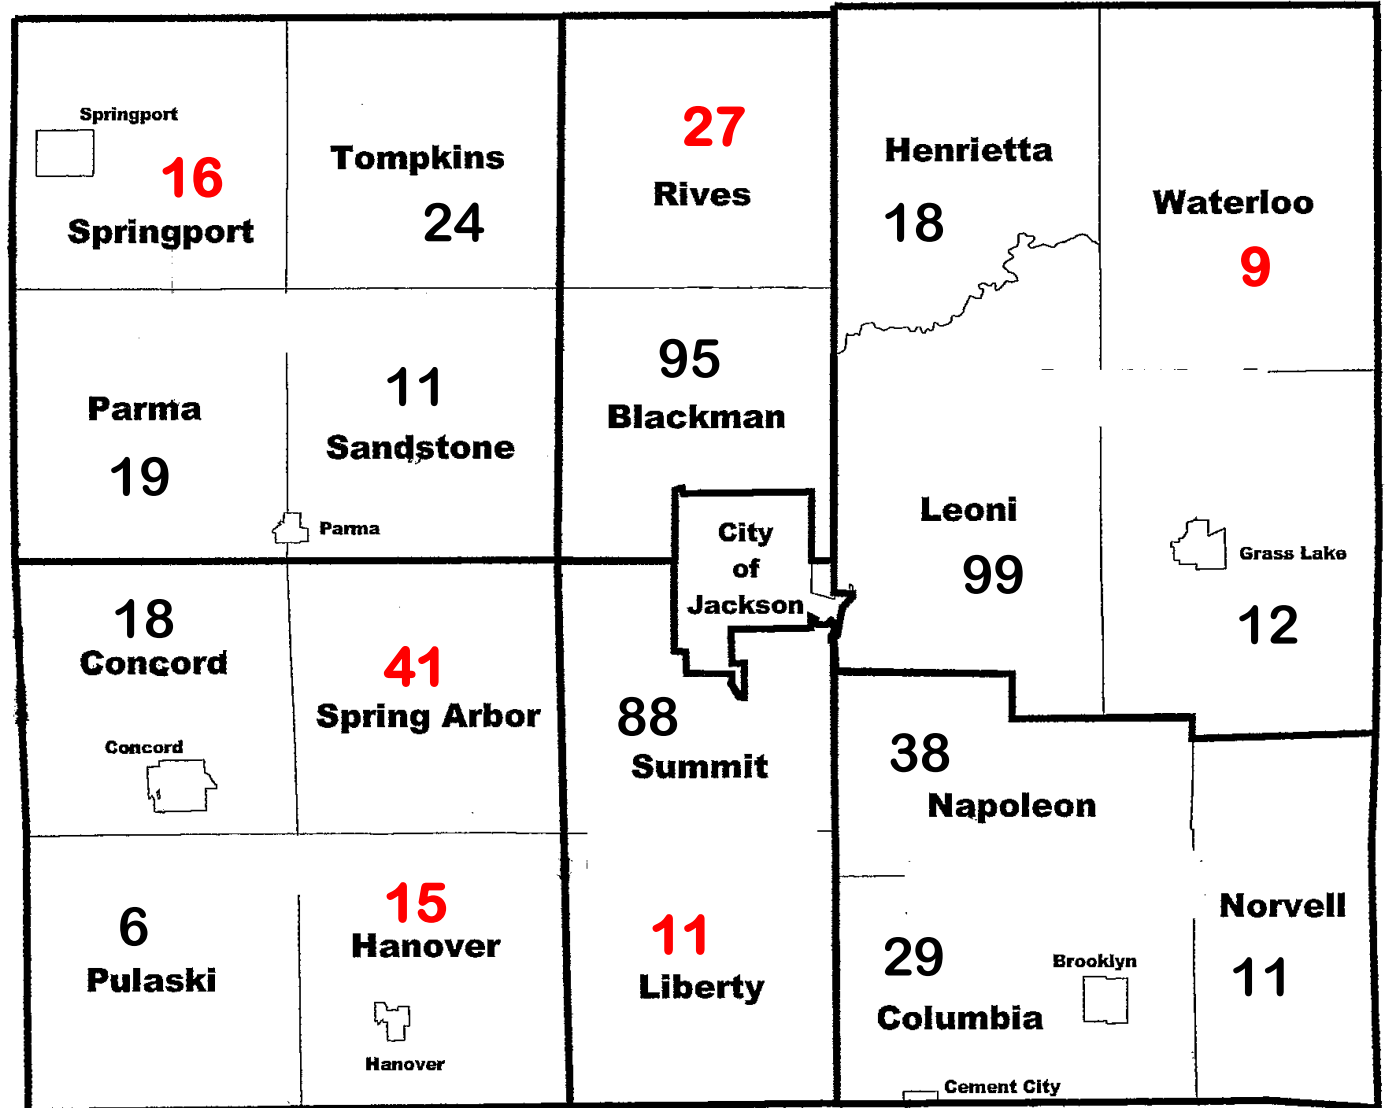 Springport
16
Springport
Tompkins
24
27
Rives
Henrietta
18
Waterloo
9
Parma
19
11
Sandstone
Parma
95
Blackman
City
of
Jackson
Leoni
99
Grass Lake
12
18
Concord
Concord
41
Spring Arbor
88
Summit
38
Napoleon
6
Pulaski
15
Hanover
Hanover
11
Liberty
29
Columbia
Brooklyn
Cement City
Norvell
11